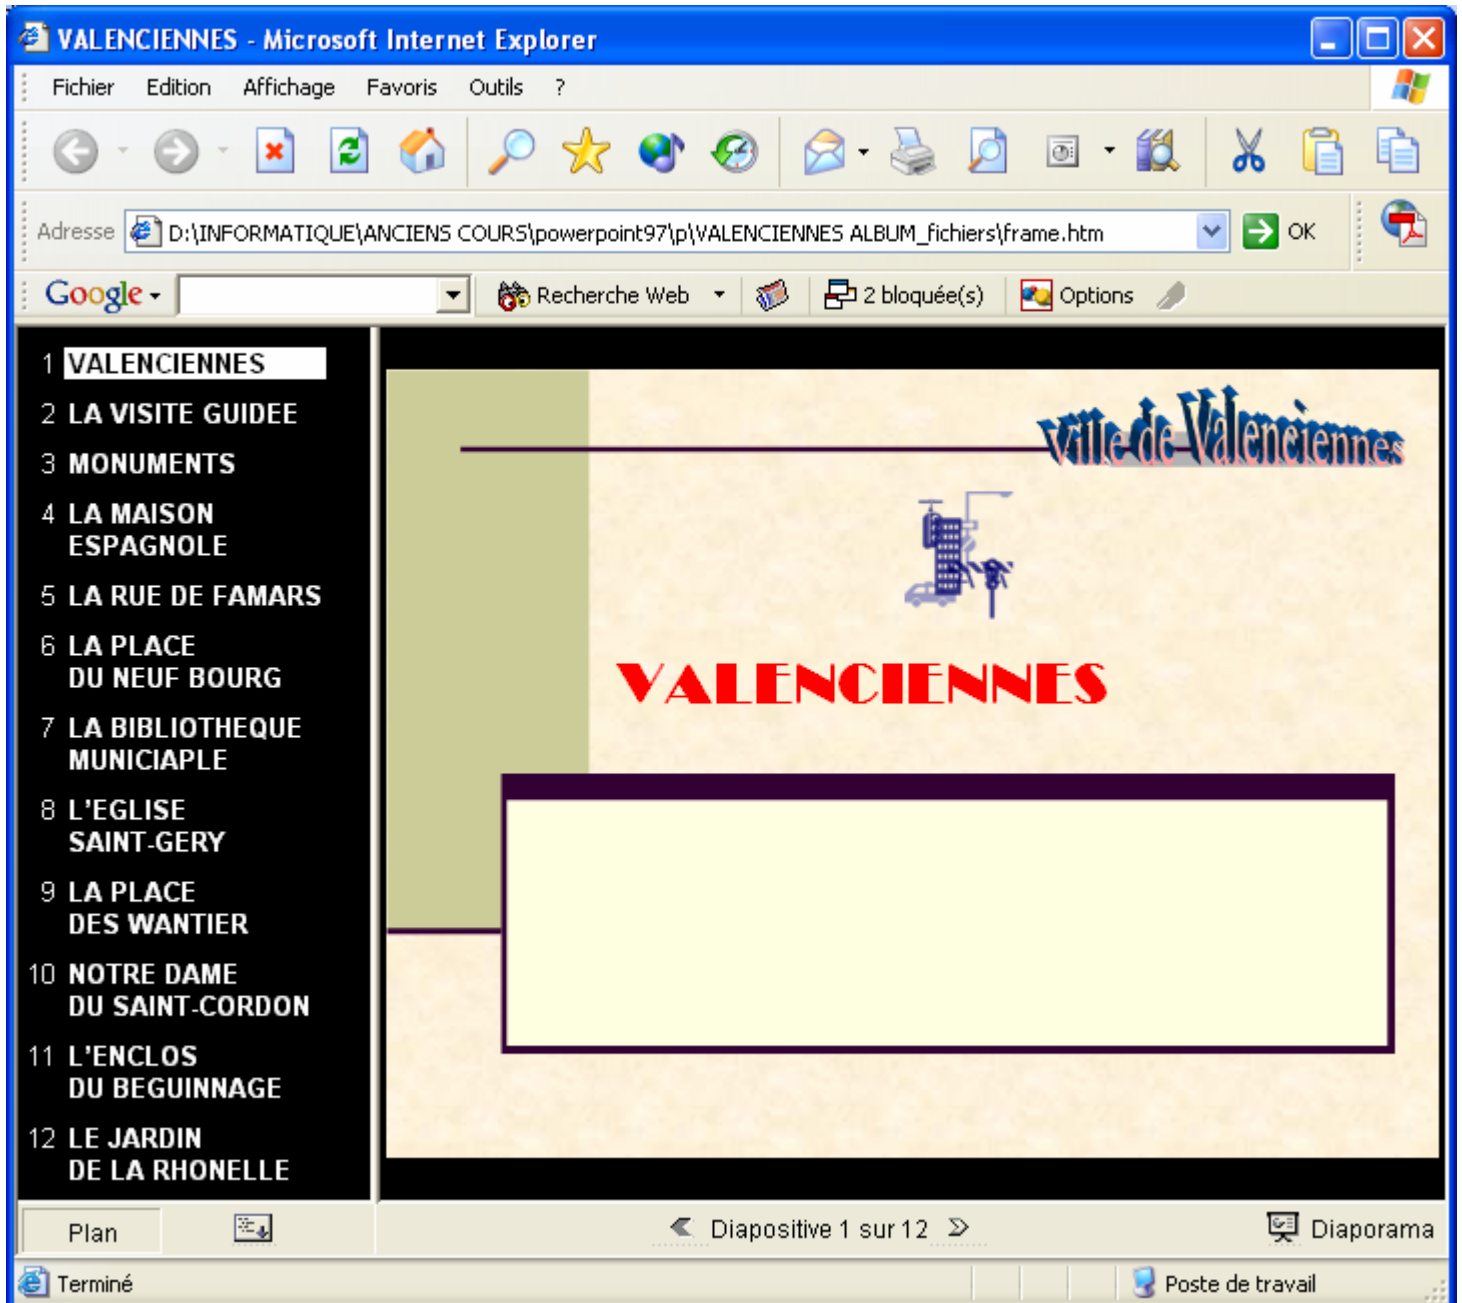 VALENCIENNES - Microsoft Internet Explorer
Fichier Edition Affichage Favoris Outils ?
Adresse D:\INFORMATIQUE\ANCIENS COURS\powerpoint97\p\VALENCIENNES ALBUM_fichiers\frame.htm OK
Google Recherche Web 2 bloquée(s) Options
1 VALENCIENNES
2 LA VISITE GUIDEE
3 MONUMENTS
4 LA MAISON
ESPAGNOLE
5 LA RUE DE FAMARS
6 LA PLACE
DU NEUF BOURG
7 LA BIBLIOTHEQUE
MUNICIAPLE
8 L'EGLISE
SAINT-GERY
9 LA PLACE
DES WANTIER
10 NOTRE DAME
DU SAINT-CORDON
11 L'ENCLOS
DU BEGUINNAGE
12 LE JARDIN
DE LA RHONELLE
Ville de Valenciennes
VALENCIENNES
Plan Diapositive 1 sur 12 Diaporama
Terminé Poste de travail